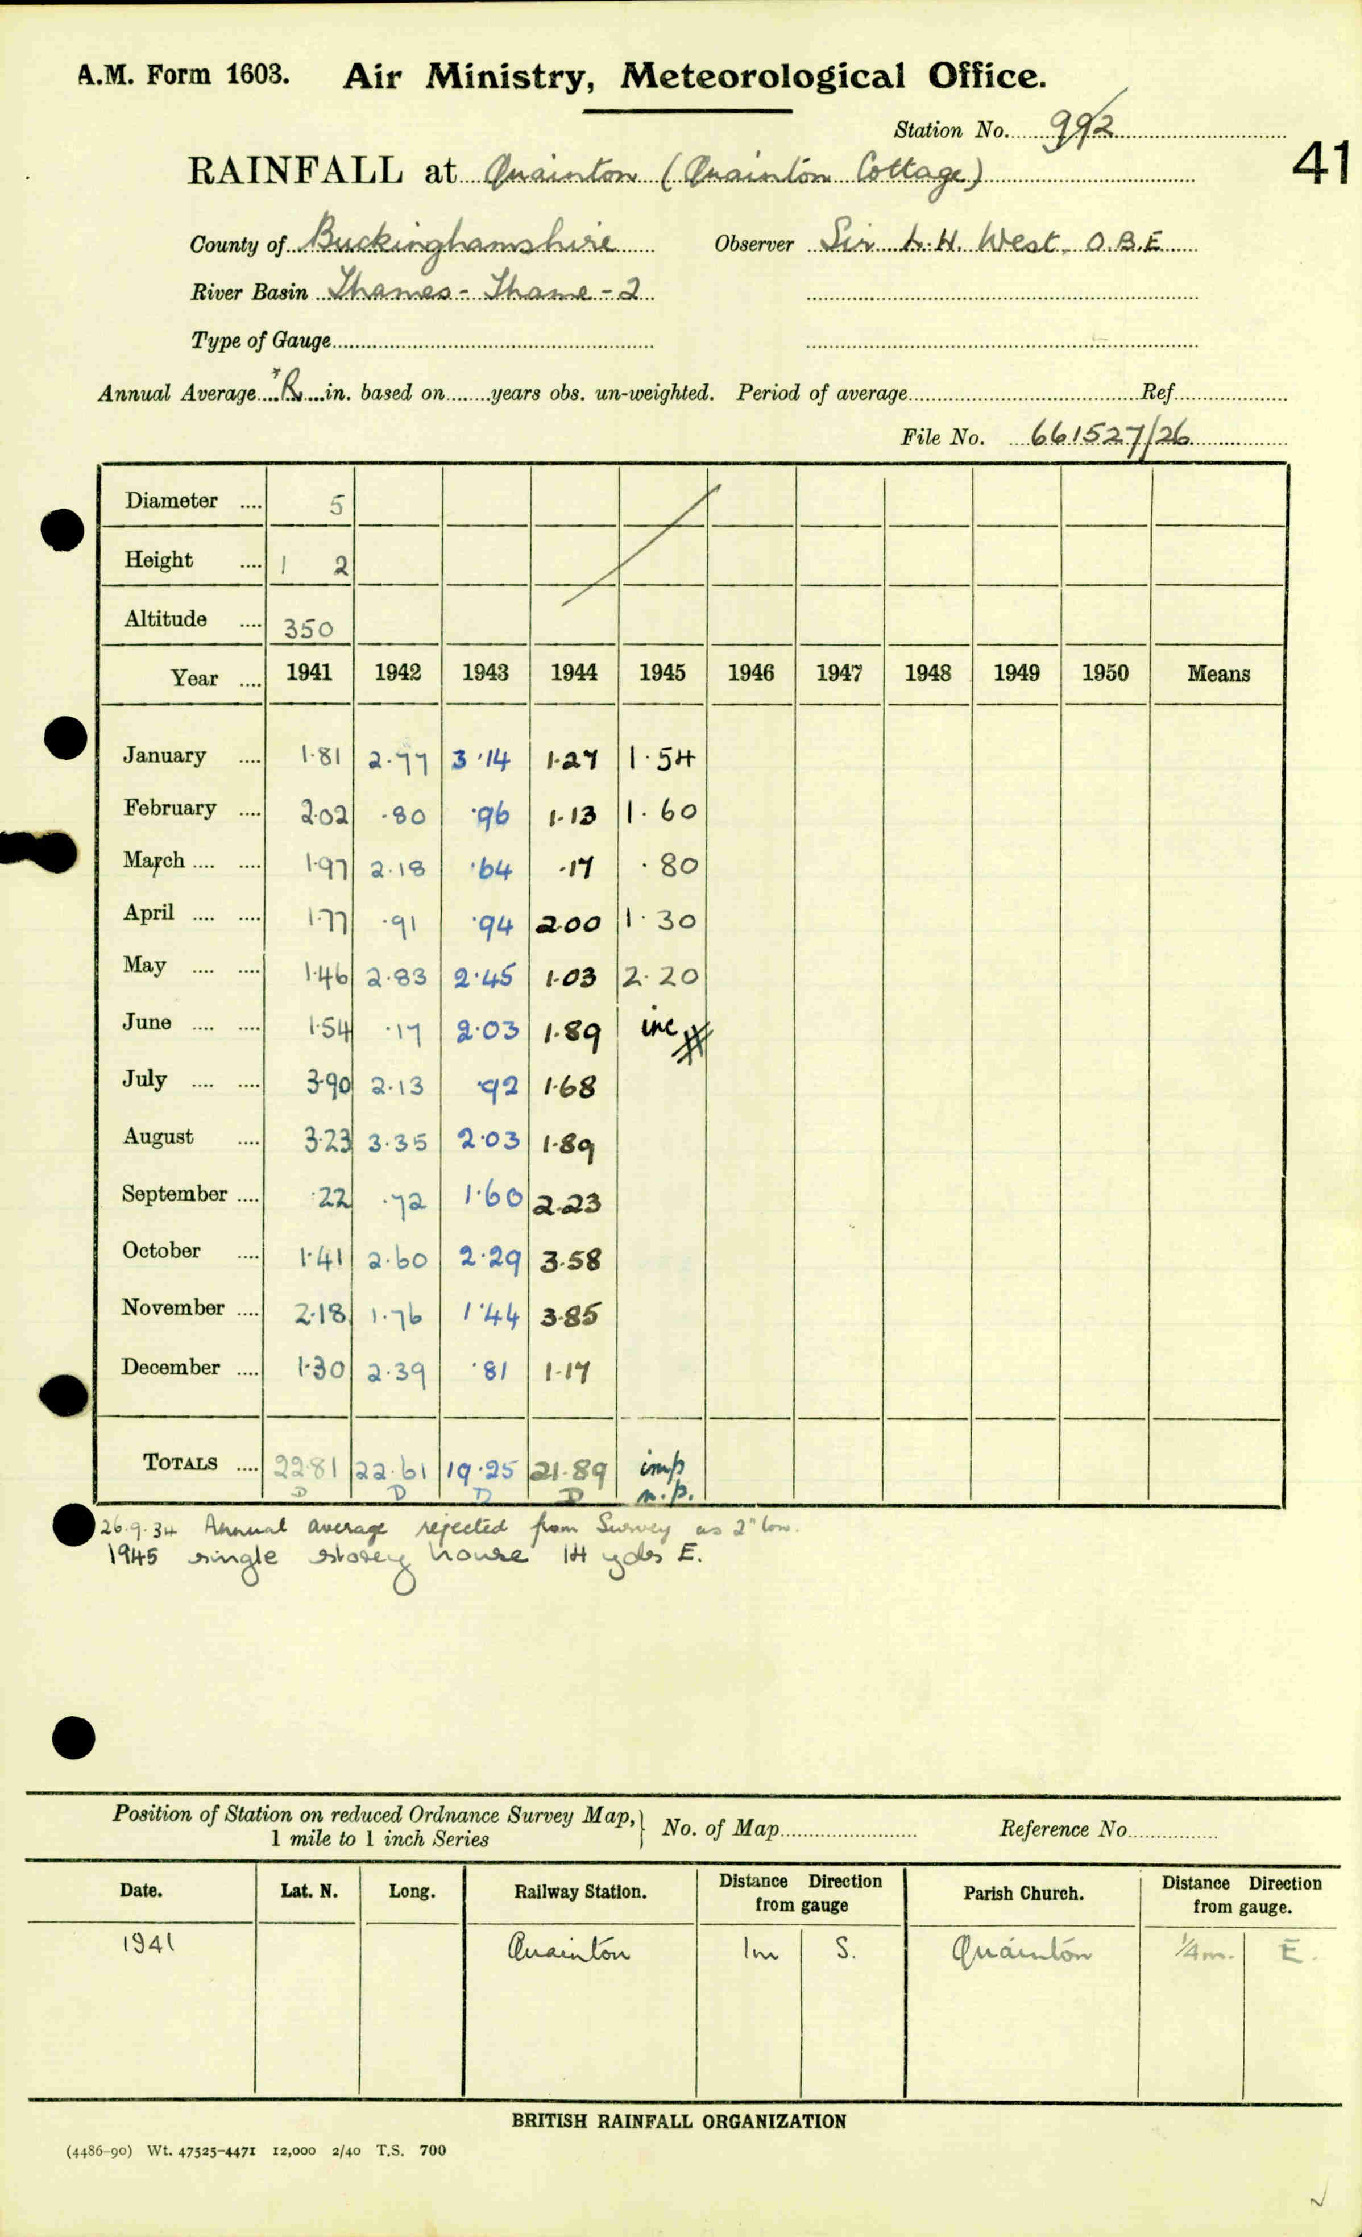 A.M. Form 1603. Air Ministry, Meteorological Office.
Station No. 992
41
RAINFALL at Quainton (Quainton Cottage)
County of Buckinghamshire Observer Sir L.H. West. O.B.E
River Basin Thames - Thame - 2
Type of Gauge
Annual Average *R in. based on years obs. un-weighted. Period of average Ref
File No. 661527/26
Diameter 5
Height 1 2
Altitude 350
Year 1941 1942 1943 1944 1945 1946 1947 1948 1949 1950 Means
January 1·81 2·77 3·14 1·27 1·54
February 2·02 ·80 ·96 1·13 1·60
March 1·97 2·18 ·64 ·17 ·80
April 1·77 ·91 ·94 2·00 1·30
May 1·46 2·83 2·45 1·03 2·20
June 1·54 ·17 2·03 1·89 inc
July 3·90 2·13 ·92 1·68
August 3·23 3·35 2·03 1·89
September ·22 ·72 1·60 2·23
October 1·41 2·60 2·29 3·58
November 2·18 1·76 1·44 3·85
December 1·30 2·39 ·81 1·17
TOTALS 22·81 22·61 19·25 21·89 imp
D D D D n.p.
26.9.34 Annual average rejected from Survey as 2" low.
1945 single storey house 14 yds E.
Position of Station on reduced Ordnance Survey Map, 1 mile to 1 inch Series } No. of Map Reference No
Date. Lat. N. Long. Railway Station. Distance Direction from gauge Parish Church. Distance Direction from gauge.
1941 Quainton 1m S. Quainton 1/4m. E.
BRITISH RAINFALL ORGANIZATION
(4486-90) Wt. 47525-4471 12,000 2/40 T.S. 700